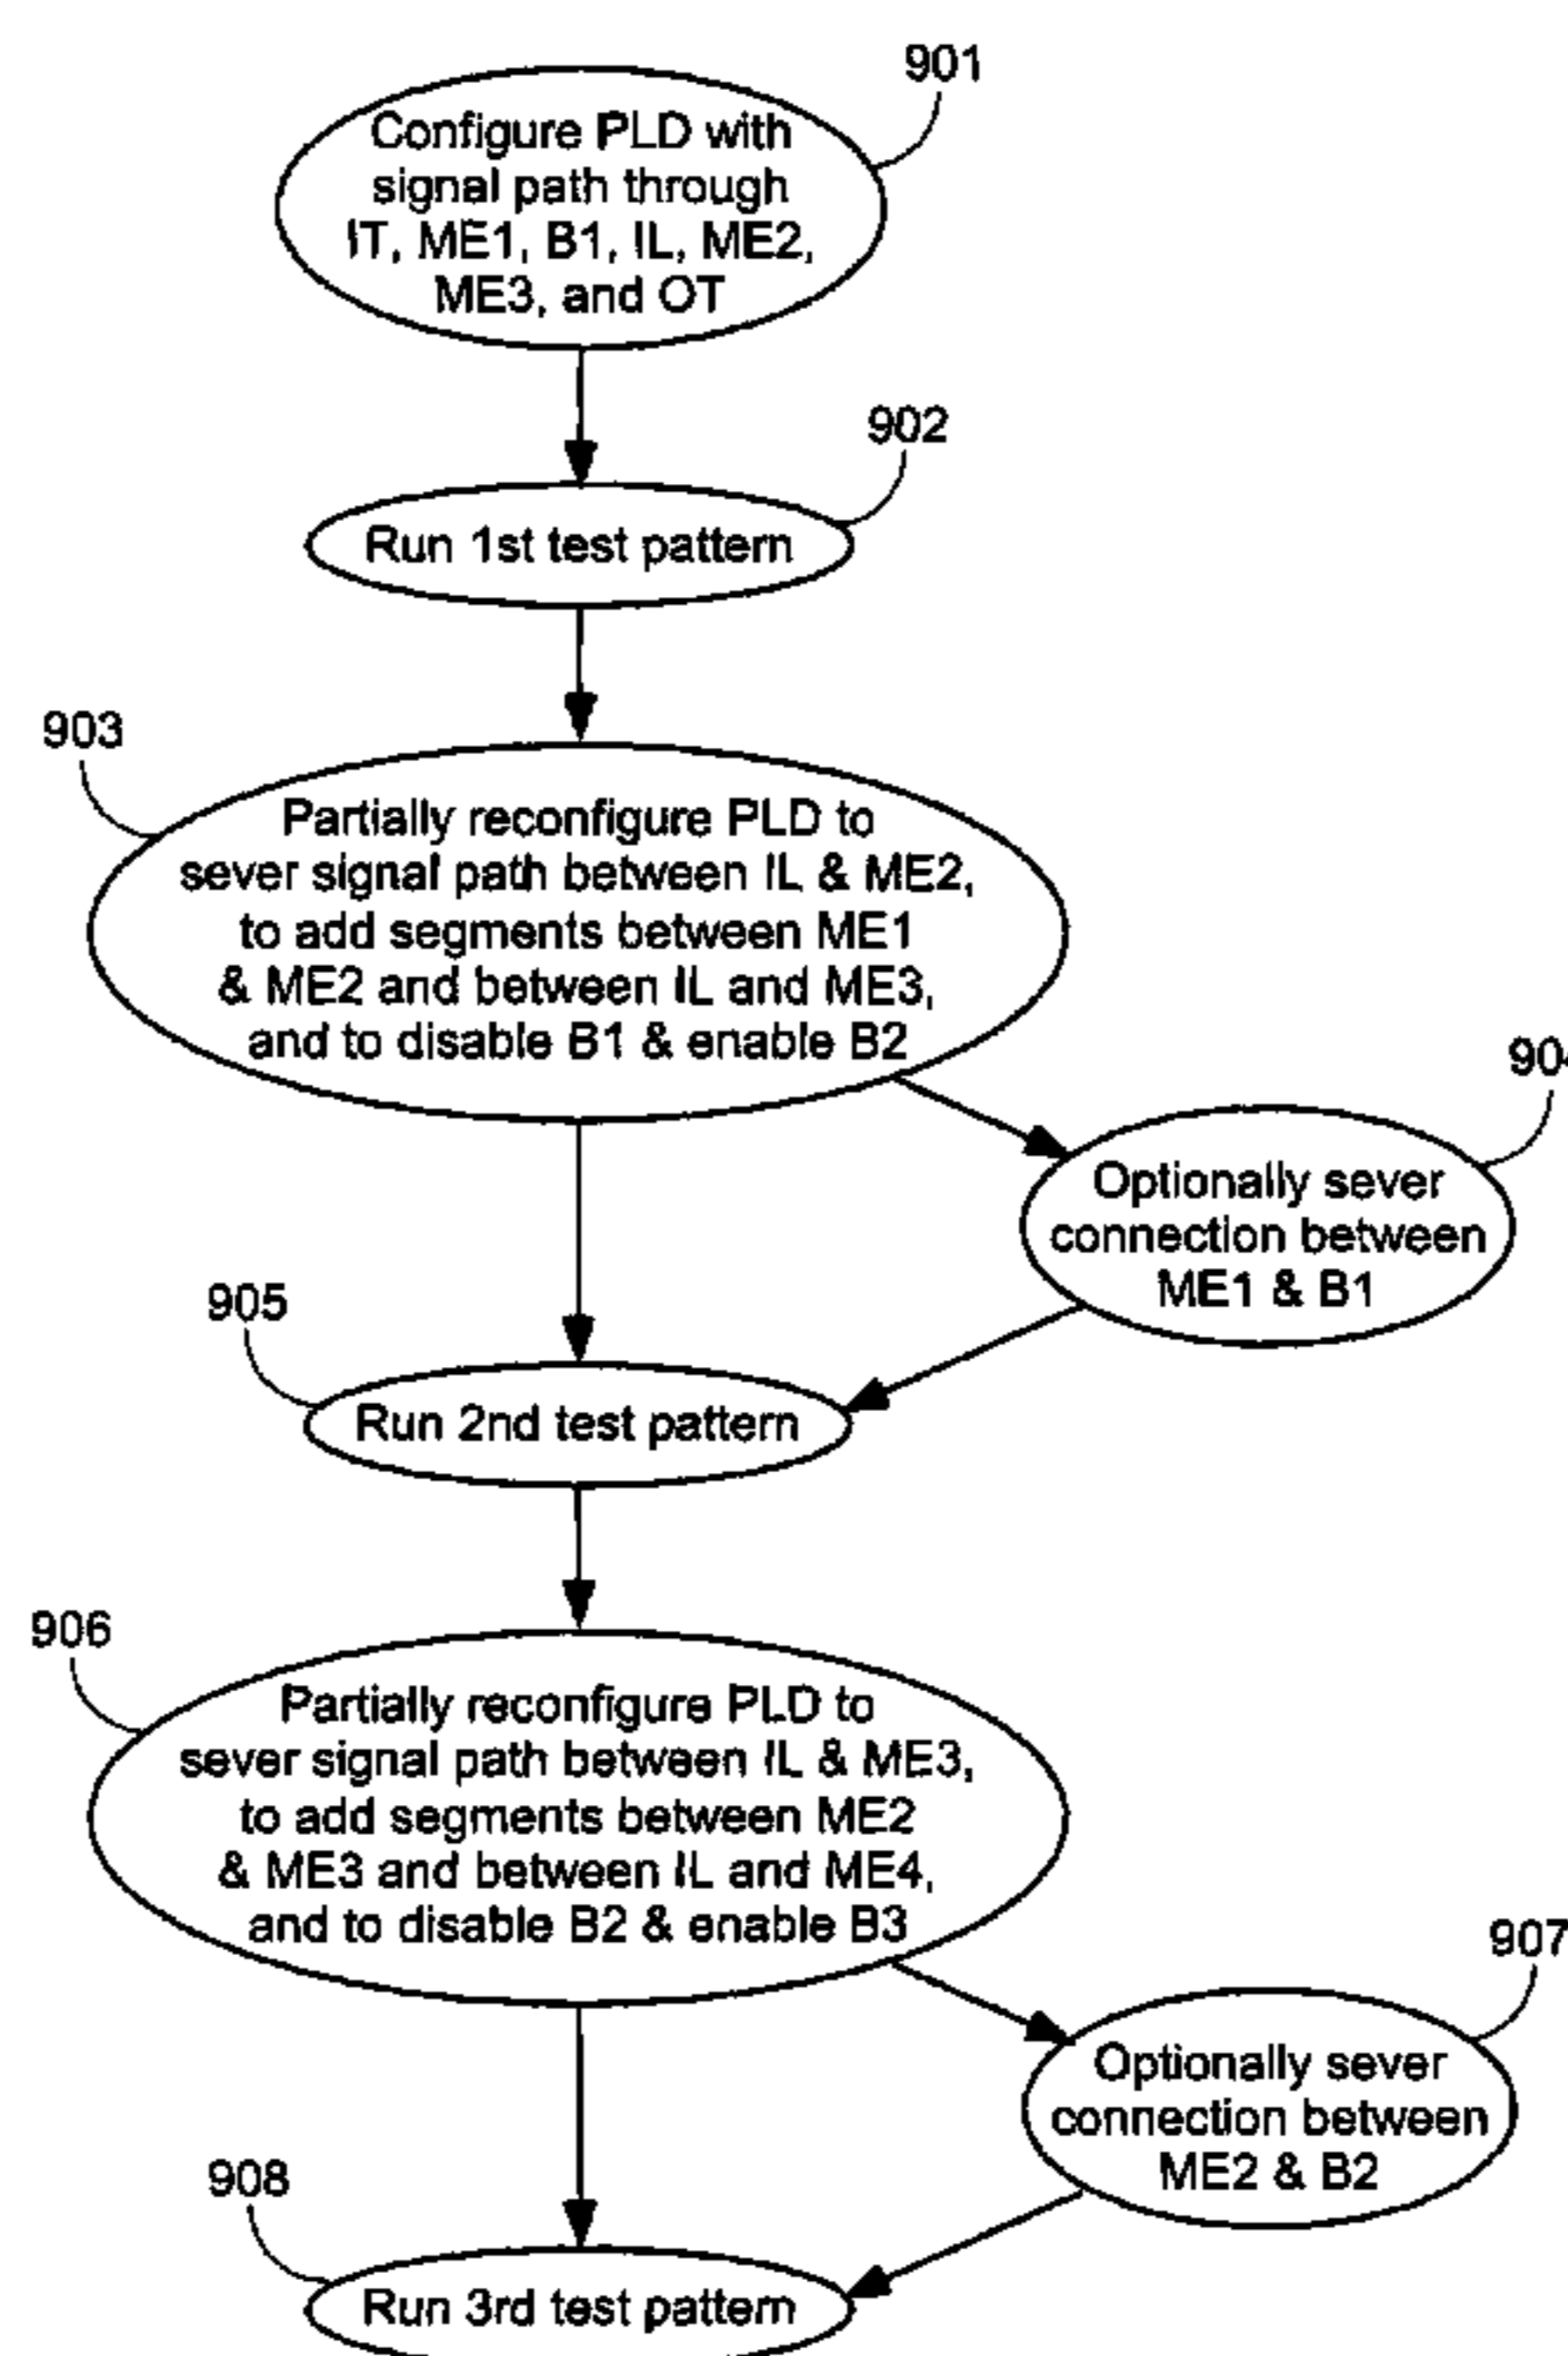 901
Configure PLD with
signal path through
IT, ME1, B1, IL, ME2,
ME3, and OT
902
Run 1st test pattern
903
Partially reconfigure PLD to
sever signal path between IL & ME2,
to add segments between ME1
& ME2 and between IL and ME3,
and to disable B1 & enable B2
904
Optionally sever
connection between
ME1 & B1
905
Run 2nd test pattern
906
Partially reconfigure PLD to
sever signal path between IL & ME3,
to add segments between ME2
& ME3 and between IL and ME4,
and to disable B2 & enable B3
907
Optionally sever
connection between
ME2 & B2
908
Run 3rd test pattern